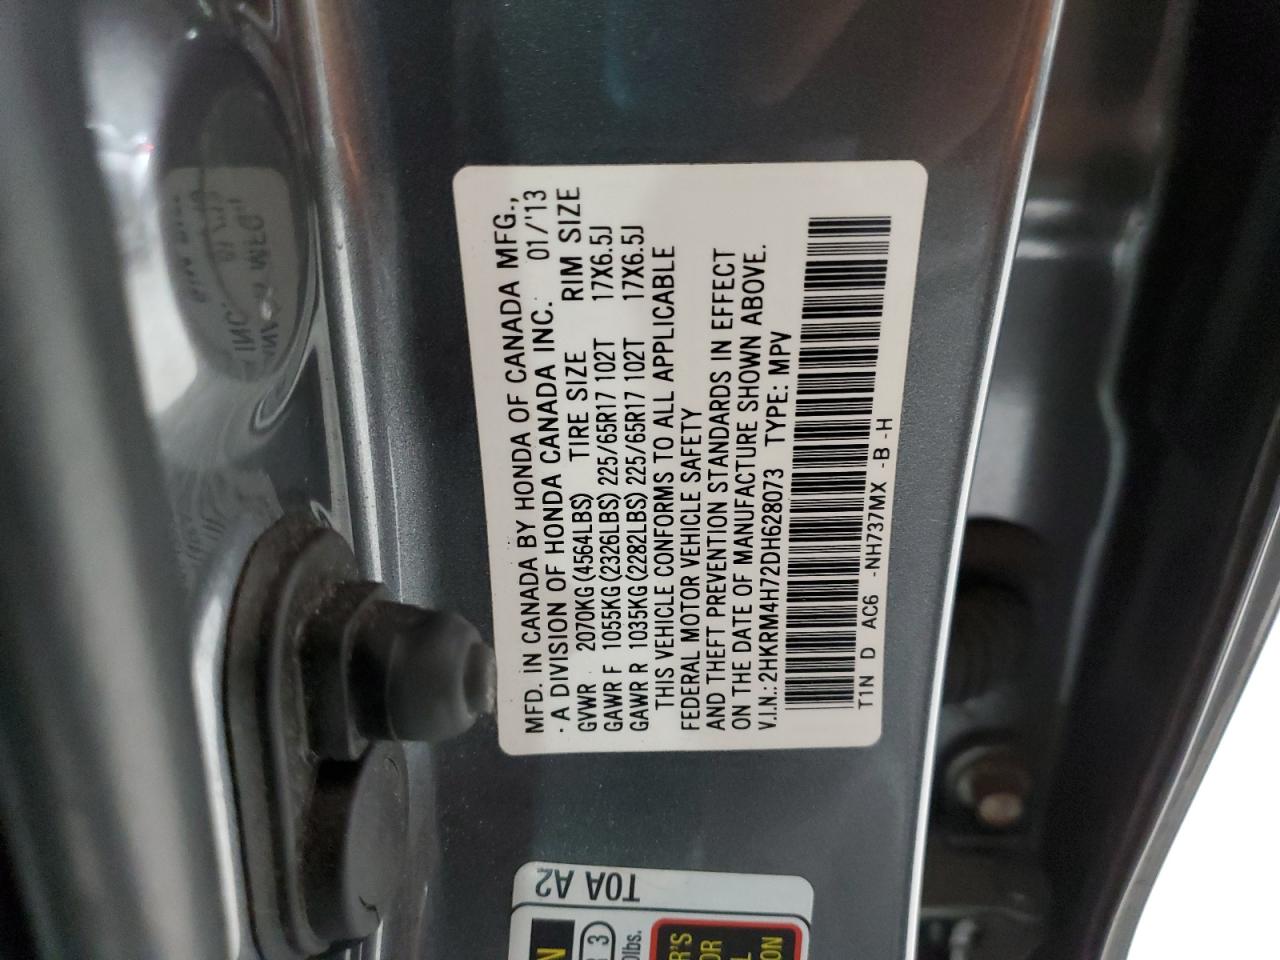 MFD. IN CANADA BY HONDA OF CANADA MFG.,
· A DIVISION OF HONDA CANADA INC. 01/'13
GVWR 2070KG(4564LBS) TIRE SIZE RIM SIZE
GAWR F 1055KG(2326LBS) 225/65R17 102T 17X6.5J
GAWR R 1035KG(2282LBS) 225/65R17 102T 17X6.5J
THIS VEHICLE CONFORMS TO ALL APPLICABLE
FEDERAL MOTOR VEHICLE SAFETY
AND THEFT PREVENTION STANDARDS IN EFFECT
ON THE DATE OF MANUFACTURE SHOWN ABOVE.
V.I.N.: 2HKRM4H72DH628073 TYPE: MPV
T1N D AC6 -NH737MX -B -H
T0A A2
3
lbs.